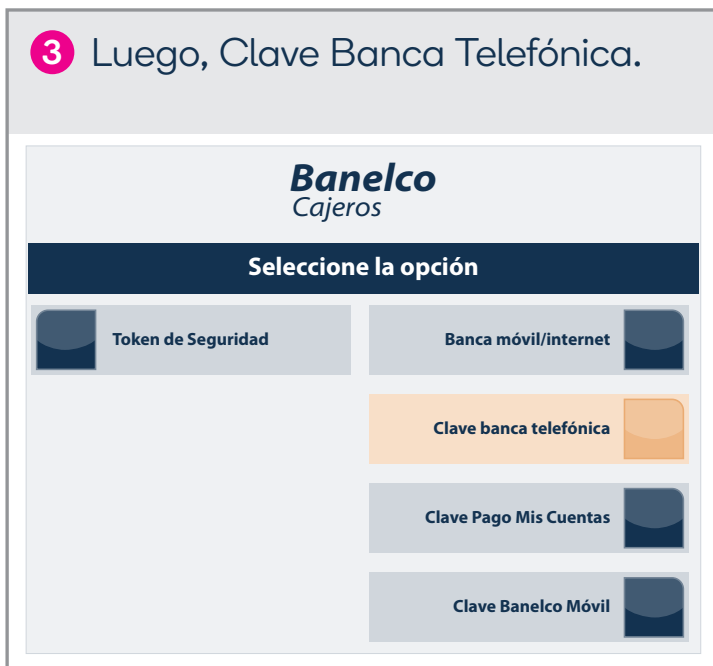 3 Luego, Clave Banca Telefónica.
Banelco
Cajeros
Seleccione la opción
Token de Seguridad
Banca móvil/internet
Clave banca telefónica
Clave Pago Mis Cuentas
Clave Banelco Móvil